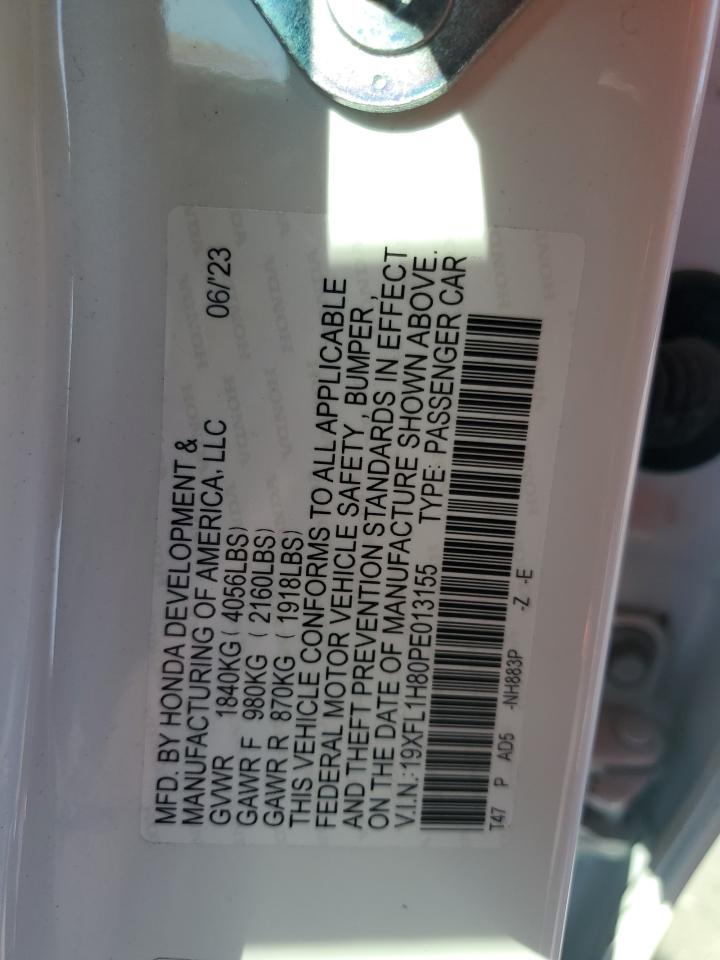 MFD. BY HONDA DEVELOPMENT &
MANUFACTURING OF AMERICA, LLC 06/'23
GVWR 1840KG ( 4056LBS)
GAWR F 980KG ( 2160LBS)
GAWR R 870KG ( 1918LBS)
THIS VEHICLE CONFORMS TO ALL APPLICABLE
FEDERAL MOTOR VEHICLE SAFETY , BUMPER ,
AND THEFT PREVENTION STANDARDS IN EFFECT
ON THE DATE OF MANUFACTURE SHOWN ABOVE.
V.I.N.:19XFL1H80PE013155 TYPE: PASSENGER CAR
T47 P AD5 -NH883P -Z -E